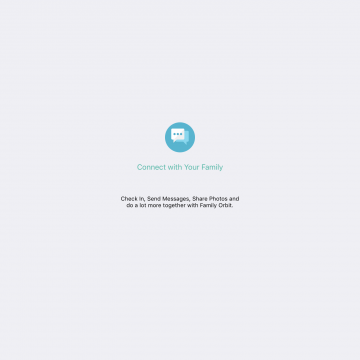 Connect with Your Family
Check In, Send Messages, Share Photos and
do a lot more together with Family Orbit.